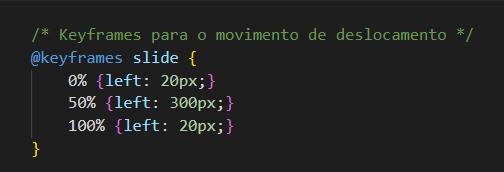 /* Keyframes para o movimento de deslocamento */
@keyframes slide {
    0% {left: 20px;}
    50% {left: 300px;}
    100% {left: 20px;}
}